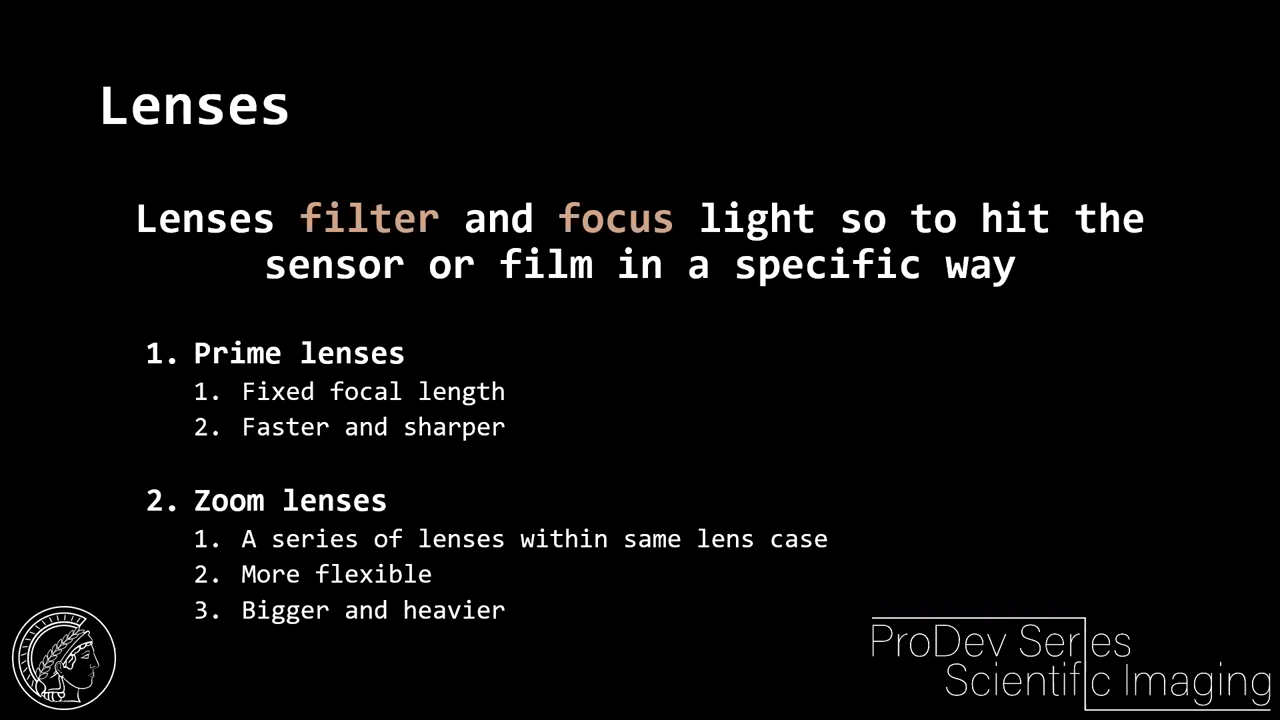 Lenses
Lenses filter and focus light so to hit the
sensor or film in a specific way
1. Prime lenses
1. Fixed focal length
2. Faster and sharper
2. Zoom lenses
1. A series of lenses within same lens case
2. More flexible
3. Bigger and heavier
ProDev Series
Scientific Imaging